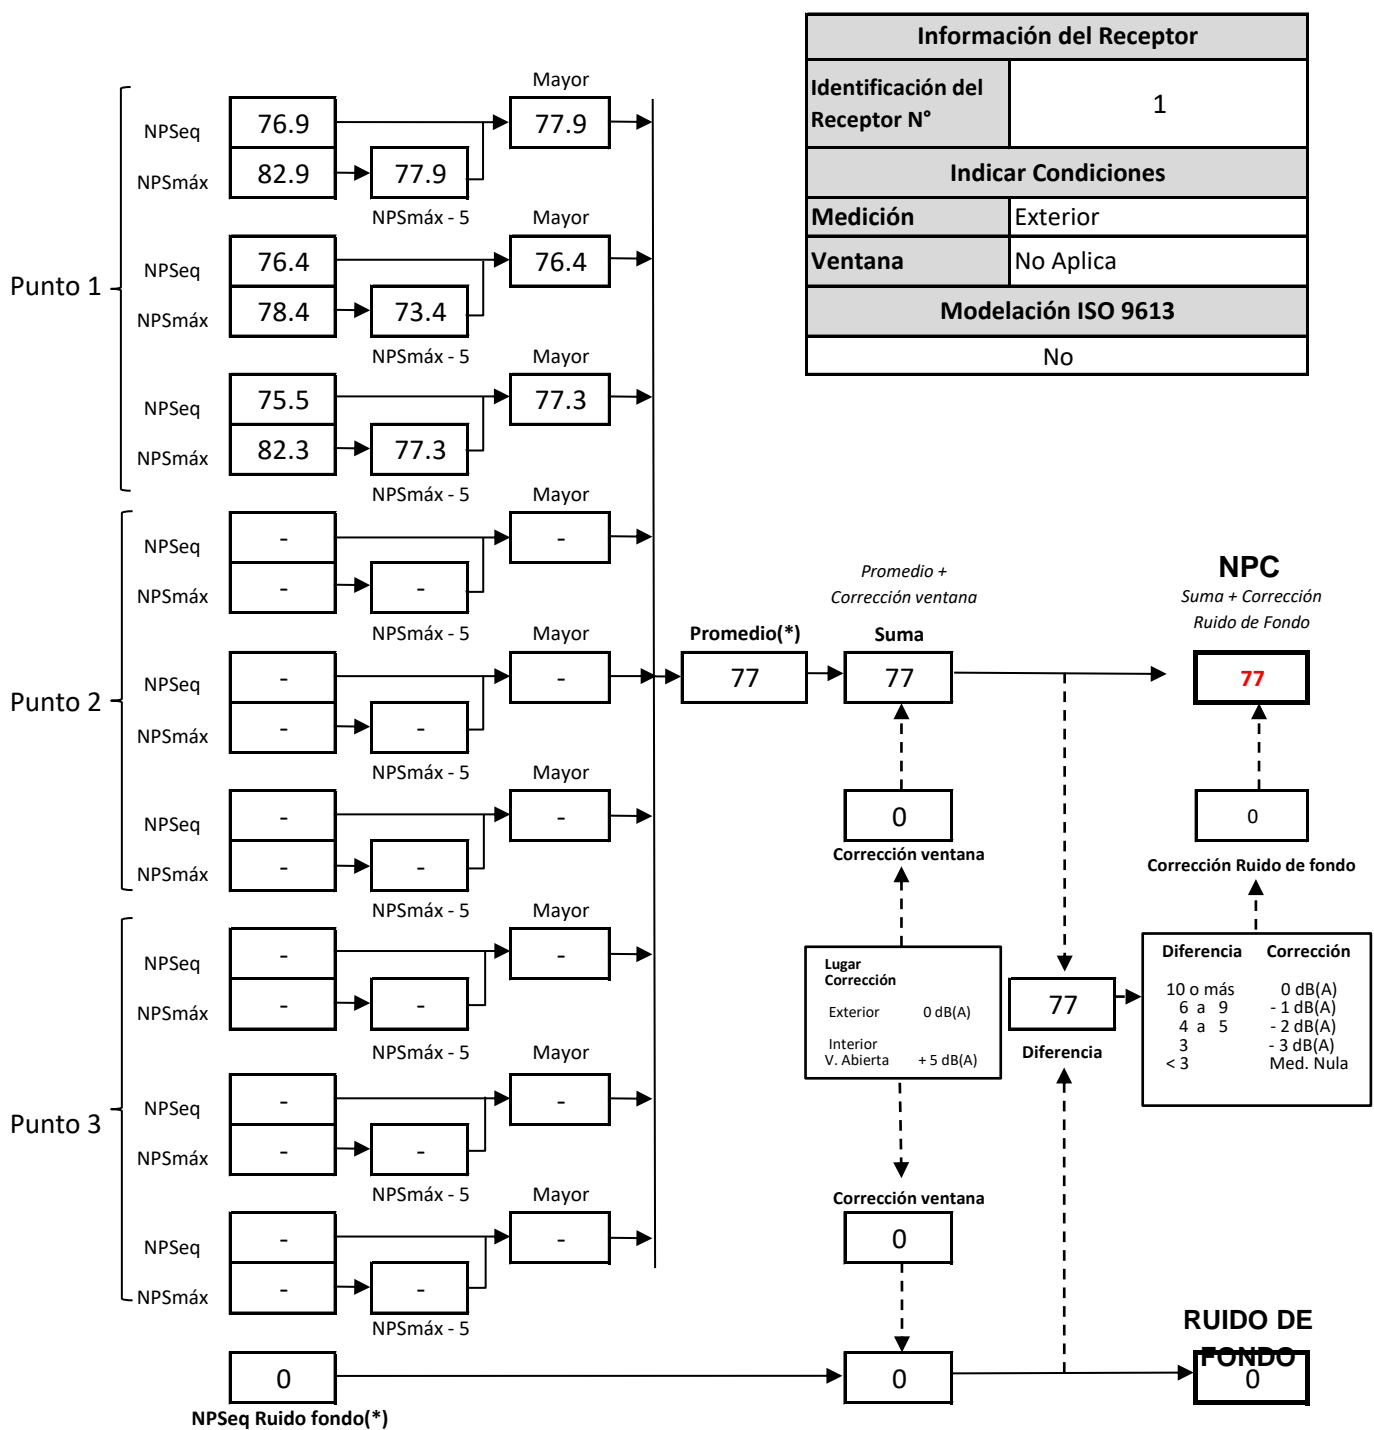 Información del Receptor
Identificación del
Receptor N°
1
Indicar Condiciones
Medición
Exterior
Ventana
No Aplica
Modelación ISO 9613
No
Punto 1
Mayor
NPSeq
76.9
77.9
NPSmáx
82.9
77.9
NPSmáx - 5
Mayor
NPSeq
76.4
76.4
NPSmáx
78.4
73.4
NPSmáx - 5
Mayor
NPSeq
75.5
77.3
NPSmáx
82.3
77.3
NPSmáx - 5
Punto 2
Mayor
NPSeq
-
-
NPSmáx
-
-
NPSmáx - 5
Mayor
NPSeq
-
-
NPSmáx
-
-
NPSmáx - 5
Mayor
NPSeq
-
-
NPSmáx
-
-
NPSmáx - 5
Punto 3
Mayor
NPSeq
-
-
NPSmáx
-
-
NPSmáx - 5
Mayor
NPSeq
-
-
NPSmáx
-
-
NPSmáx - 5
Mayor
NPSeq
-
-
NPSmáx
-
-
NPSmáx - 5
Promedio(*)
77
Promedio +
Corrección ventana
Suma
77
NPC
Suma + Corrección
Ruido de Fondo
77
0
Corrección ventana
0
Corrección Ruido de fondo
Lugar
Corrección
Exterior 0 dB(A)
Interior
V. Abierta + 5 dB(A)
77
Diferencia
Diferencia Corrección
10 o más 0 dB(A)
6 a 9 - 1 dB(A)
4 a 5 - 2 dB(A)
3 - 3 dB(A)
< 3 Med. Nula
Corrección ventana
0
0
NPSeq Ruido fondo(*)
0
RUIDO DE
FONDO
0